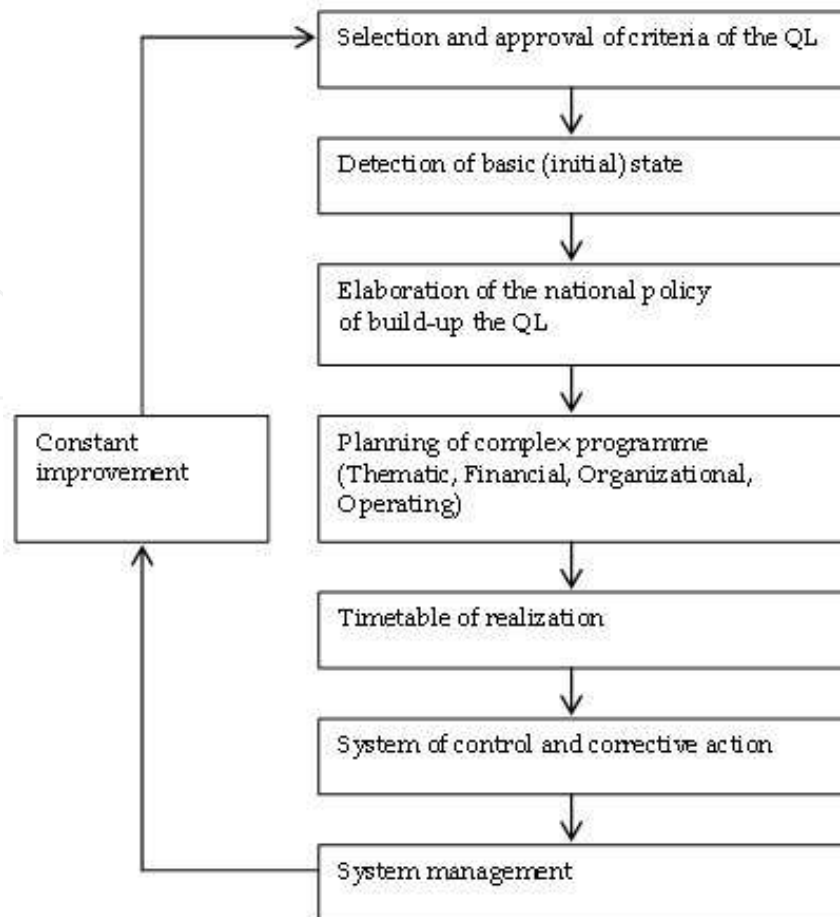 Selection and approval of criteria of the QL
Detection of basic (initial) state
Elaboration of the national policy
of build-up the QL
Constant
improvement
Planning of complex programme
(Thematic, Financial, Organizational,
Operating)
Timetable of realization
System of control and corrective action
System management